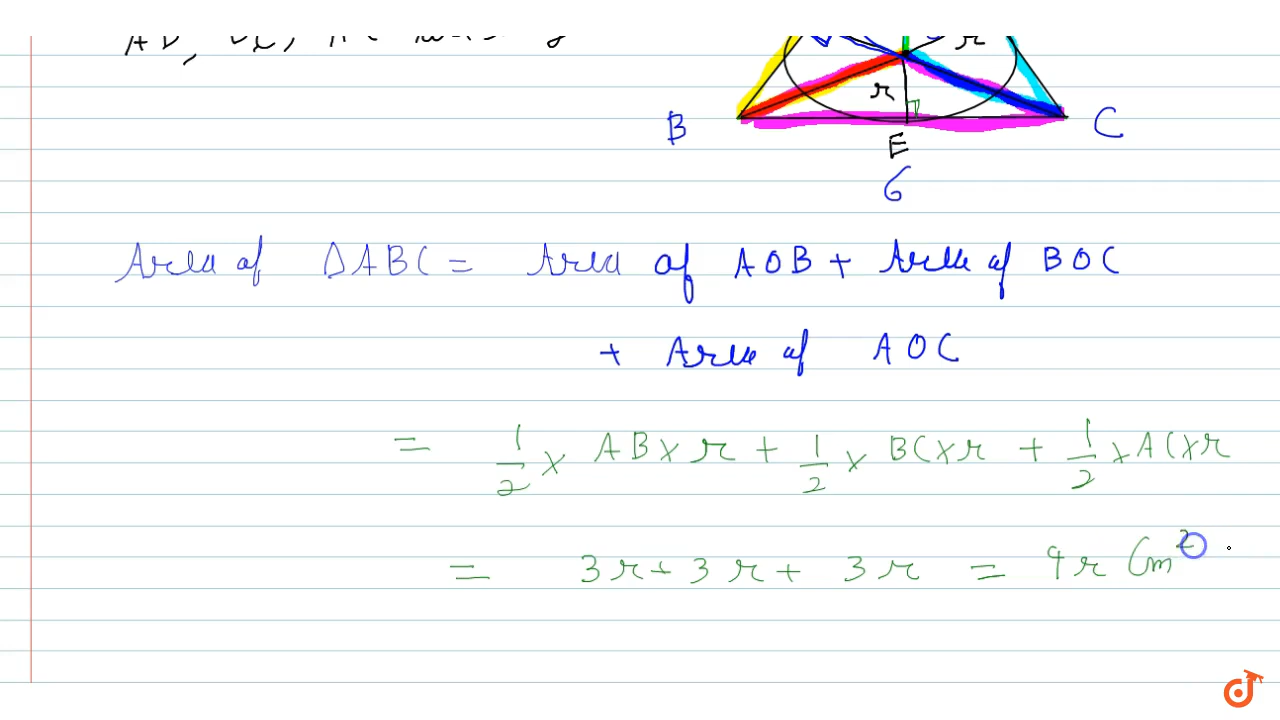 r
r
B
C
E
6
Area of ΔABC = Area of AOB + Area of BOC
+ Area of AOC
= 1/2 × AB × r + 1/2 × BC × r + 1/2 × AC × r
= 3r + 3r + 3r = 9r Cm²